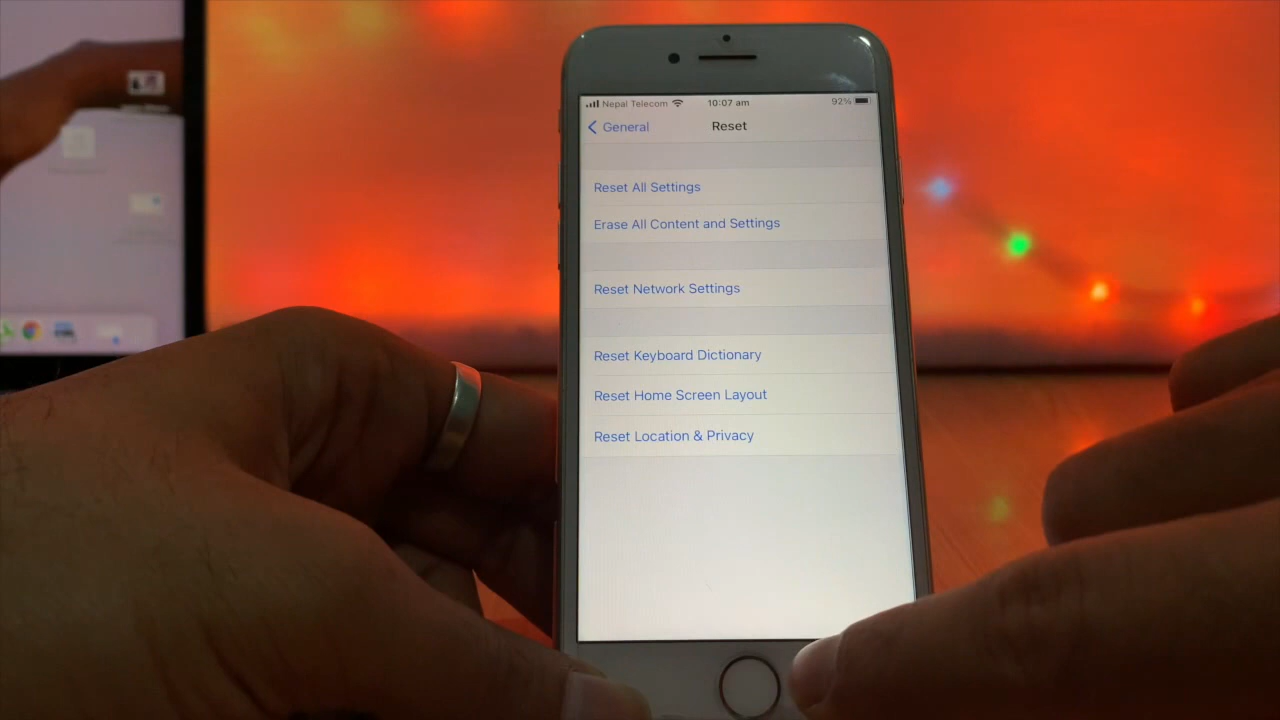 Nepal Telecom 10:07 am 92%
General Reset
Reset All Settings
Erase All Content and Settings
Reset Network Settings
Reset Keyboard Dictionary
Reset Home Screen Layout
Reset Location & Privacy